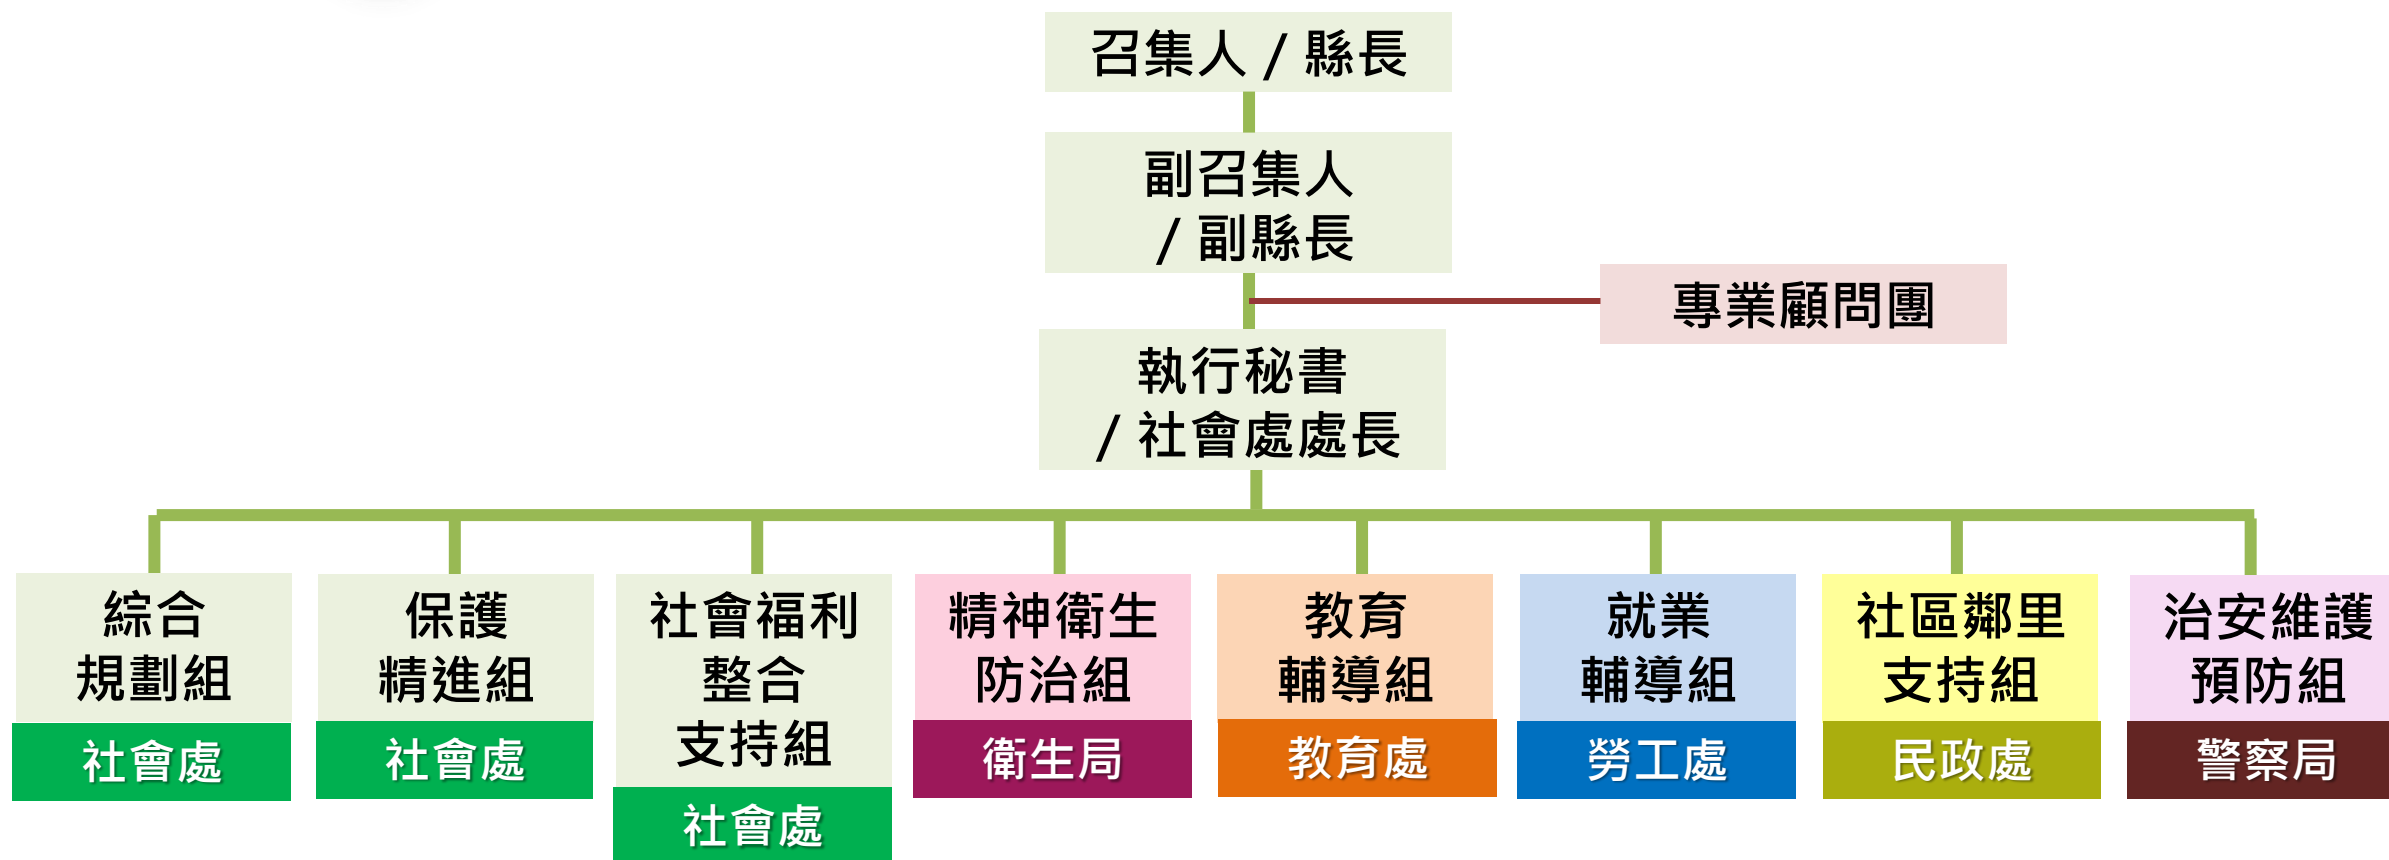 召集人 / 縣長
副召集人
/ 副縣長
專業顧問團
執行秘書
/ 社會處處長
綜合
規劃組
社會處
保護
精進組
社會處
社會福利
整合
支持組
社會處
精神衛生
防治組
衛生局
教育
輔導組
教育處
就業
輔導組
勞工處
社區鄰里
支持組
民政處
治安維護
預防組
警察局